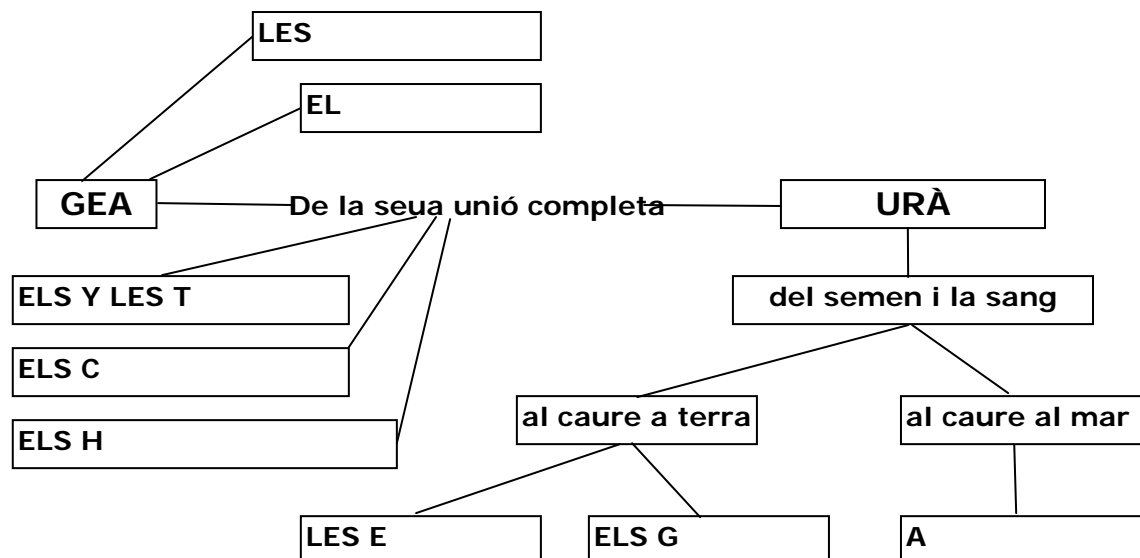 LES
EL
GEA
De la seua unió completa
URÀ
ELS Y LES T
del semen i la sang
ELS C
al caure a terra
al caure al mar
ELS H
LES E
ELS G
A